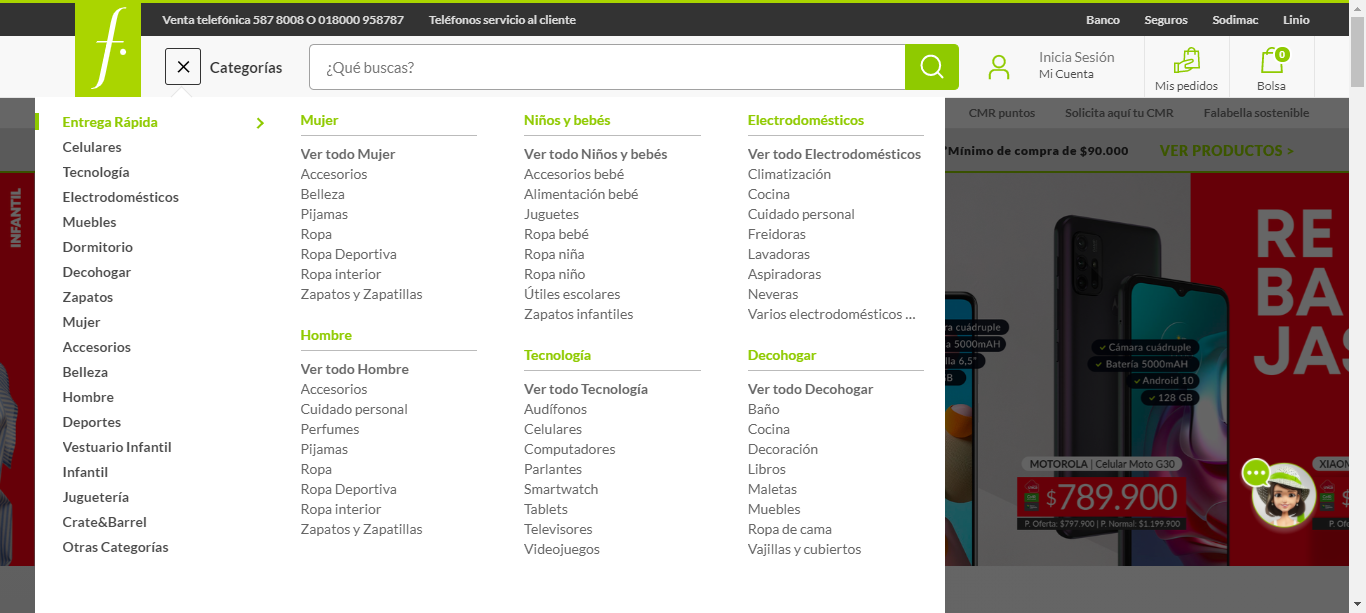 Venta telefónica 587 8008 O 018000 958787
Teléfonos servicio al cliente
Banco
Seguros
Sodimac
Linio
f.
Categorías
¿Qué buscas?
Inicia Sesión
Mi Cuenta
Mis pedidos
0
Bolsa
CMR puntos
Solicita aquí tu CMR
Falabella sostenible
*Mínimo de compra de $90.000
VER PRODUCTOS >
Entrega Rápida
Celulares
Tecnología
Electrodomésticos
Muebles
Dormitorio
Decohogar
Zapatos
Mujer
Accesorios
Belleza
Hombre
Deportes
Vestuario Infantil
Infantil
Juguetería
Crate&Barrel
Otras Categorías
Mujer
Ver todo Mujer
Accesorios
Belleza
Pijamas
Ropa
Ropa Deportiva
Ropa interior
Zapatos y Zapatillas
Hombre
Ver todo Hombre
Accesorios
Cuidado personal
Perfumes
Pijamas
Ropa
Ropa Deportiva
Ropa interior
Zapatos y Zapatillas
Niños y bebés
Ver todo Niños y bebés
Accesorios bebé
Alimentación bebé
Juguetes
Ropa bebé
Ropa niña
Ropa niño
Útiles escolares
Zapatos infantiles
Tecnología
Ver todo Tecnología
Audífonos
Celulares
Computadores
Parlantes
Smartwatch
Tablets
Televisores
Videojuegos
Electrodomésticos
Ver todo Electrodomésticos
Climatización
Cocina
Cuidado personal
Freidoras
Lavadoras
Aspiradoras
Neveras
Varios electrodomésticos ...
Decohogar
Ver todo Decohogar
Baño
Cocina
Decoración
Libros
Maletas
Muebles
Ropa de cama
Vajillas y cubiertos
INFANTIL
ra cuádruple
a 5000mAH
lla 6,5"
B
Cámara cuádruple
Batería 5000mAH
Android 10
128 GB
MOTOROLA | Celular Moto G30
$789.900
P. Oferta: $797.900 | P. Normal: $1.199.900
RE
BA
JAS
XIAOM
$
P. Of